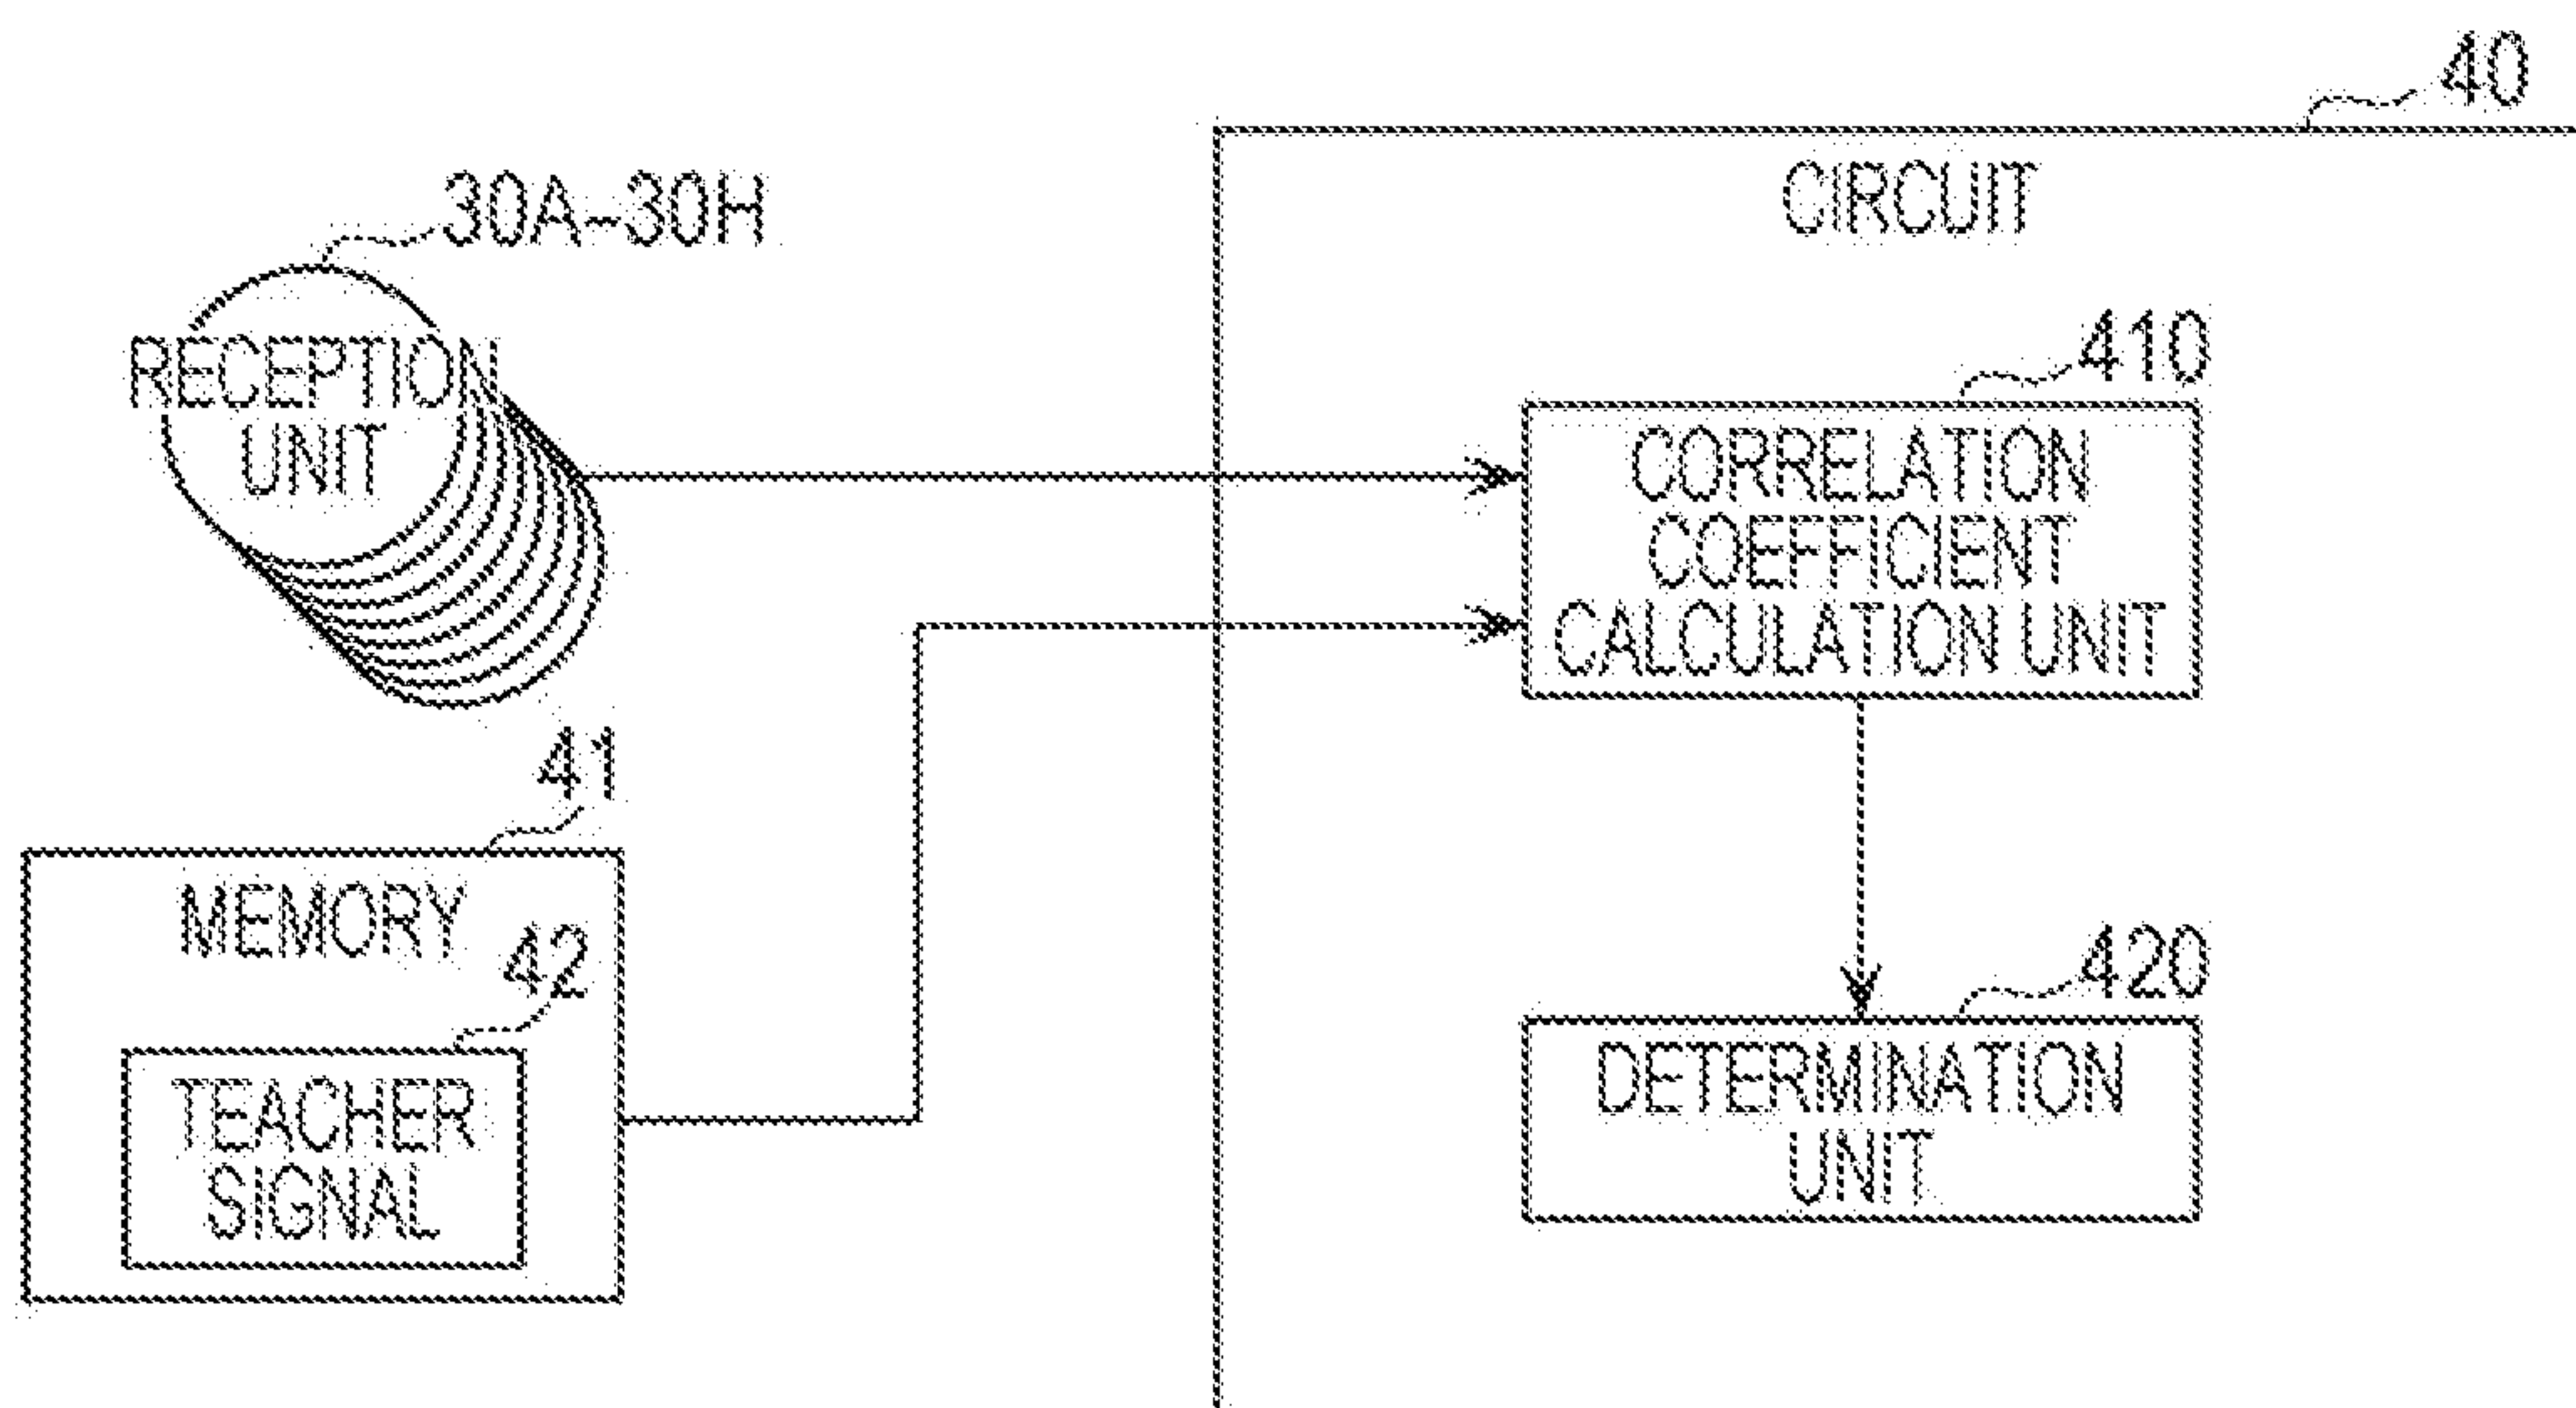 40
CIRCUIT
30A-30H
RECEPTION
UNIT
410
CORRELATION
COEFFICIENT
CALCULATION UNIT
41
MEMORY
42
TEACHER
SIGNAL
420
DETERMINATION
UNIT